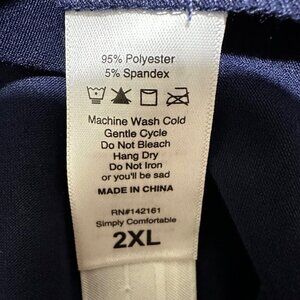 95% Polyester
5% Spandex
Machine Wash Cold
Gentle Cycle
Do Not Bleach
Hang Dry
Do Not Iron
or you'll be sad
MADE IN CHINA
RN#142161
Simply Comfortable
2XL